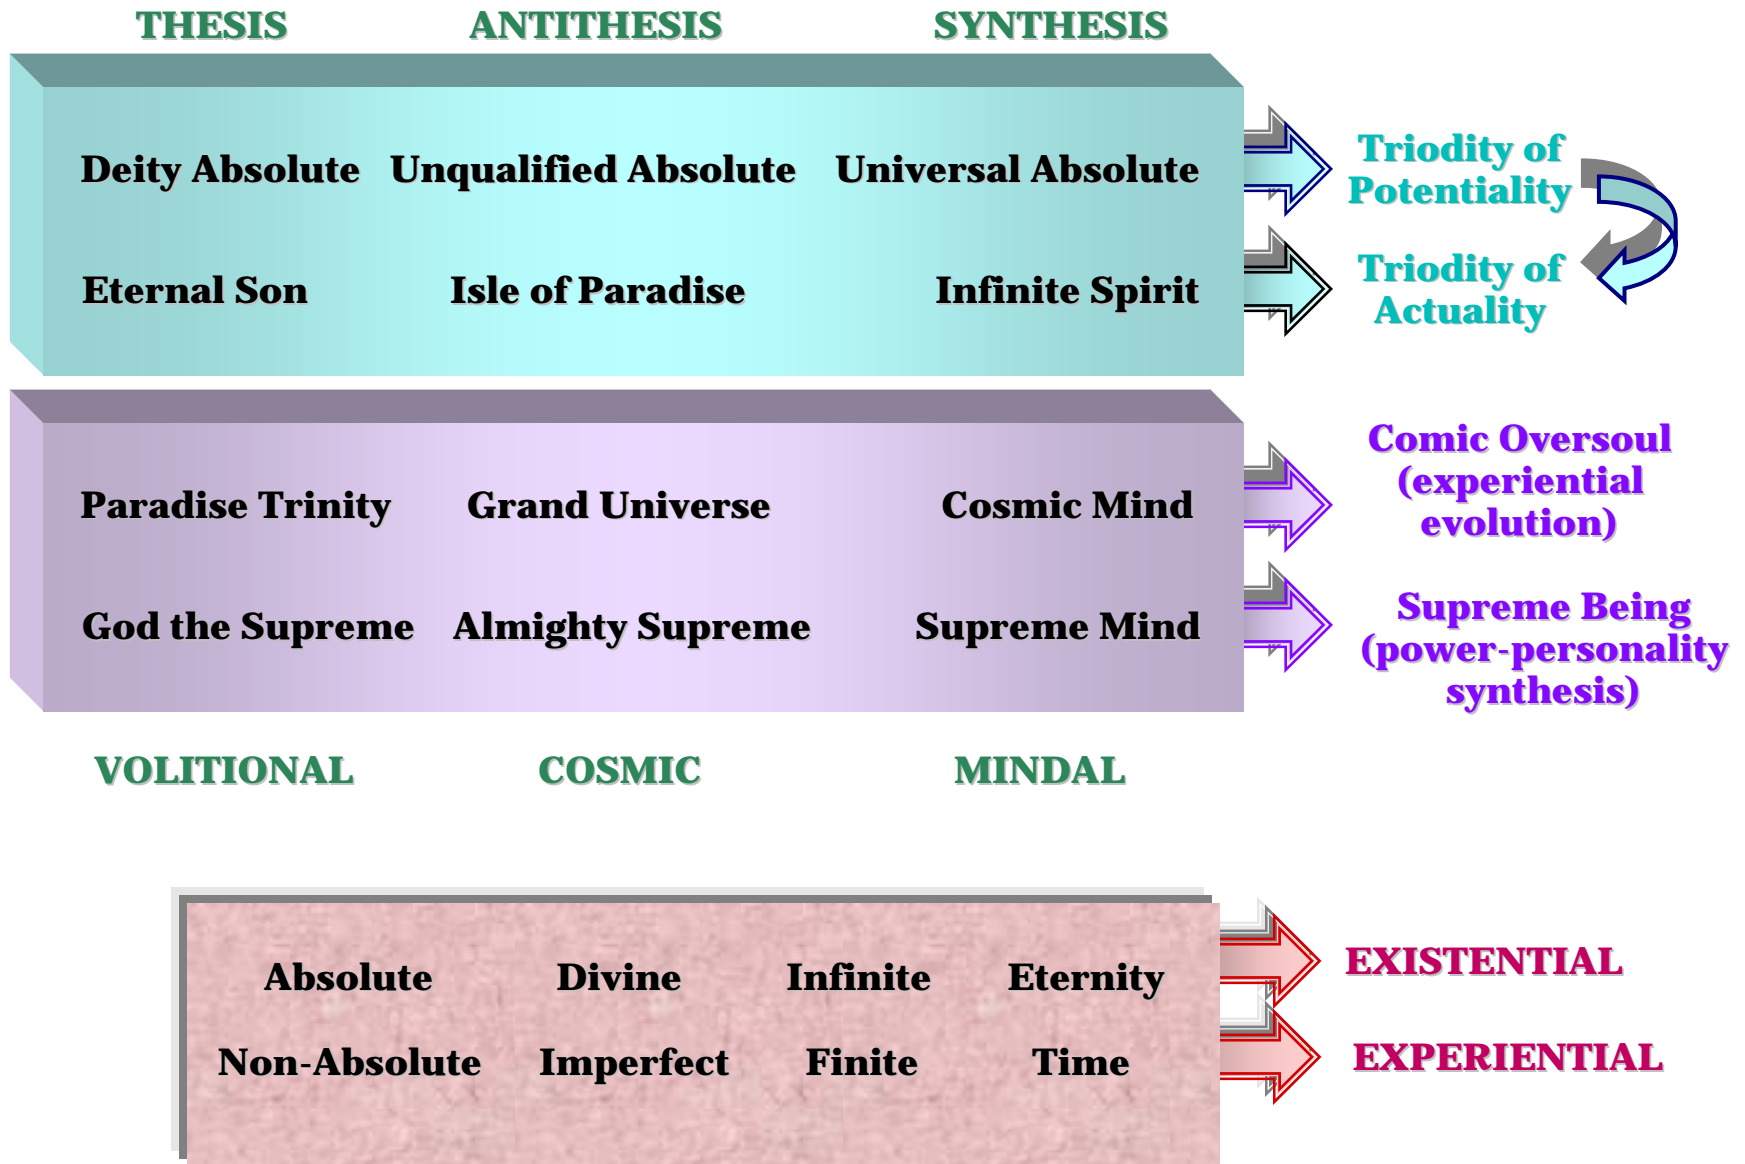 THESIS ANTITHESIS SYNTHESIS
Deity Absolute Unqualified Absolute Universal Absolute
Triodity of
Potentiality
Eternal Son Isle of Paradise Infinite Spirit
Triodity of
Actuality
Paradise Trinity Grand Universe Cosmic Mind
Comic Oversoul
(experiential
evolution)
God the Supreme Almighty Supreme Supreme Mind
Supreme Being
(power-personality
synthesis)
VOLITIONAL COSMIC MINDAL
Absolute Divine Infinite Eternity
EXISTENTIAL
Non-Absolute Imperfect Finite Time
EXPERIENTIAL